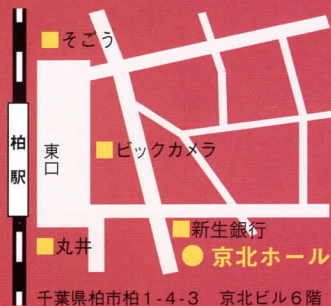 そごう
柏駅
東口
ビックカメラ
新生銀行
丸井
京北ホール
千葉県柏市柏1-4-3 京北ビル6階